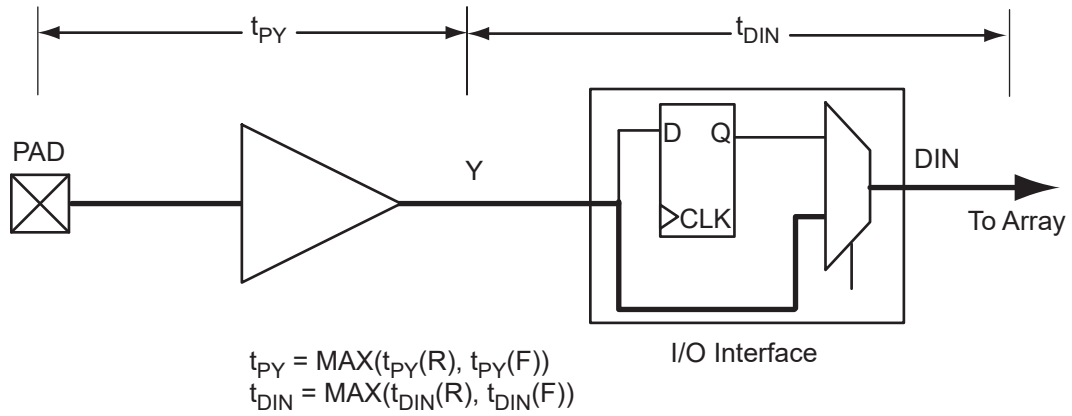 tPY
tDIN
PAD
Y
D Q
CLK
DIN
To Array
I/O Interface
tPY = MAX(tPY(R), tPY(F))
tDIN = MAX(tDIN(R), tDIN(F))